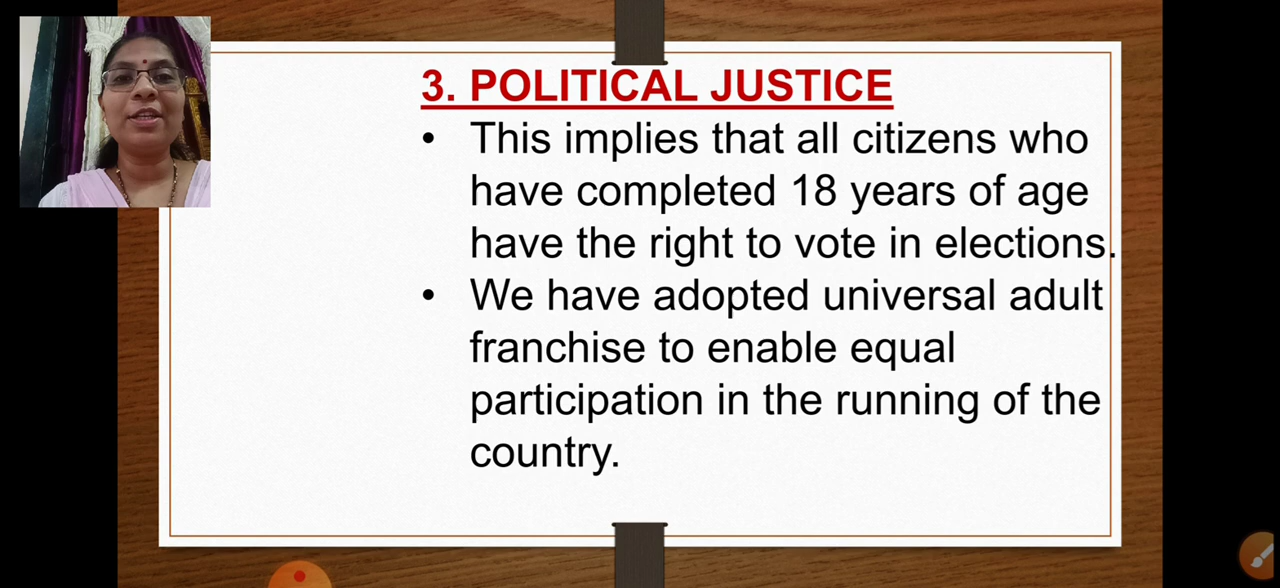 3. POLITICAL JUSTICE
• This implies that all citizens who
have completed 18 years of age
have the right to vote in elections.
• We have adopted universal adult
franchise to enable equal
participation in the running of the
country.